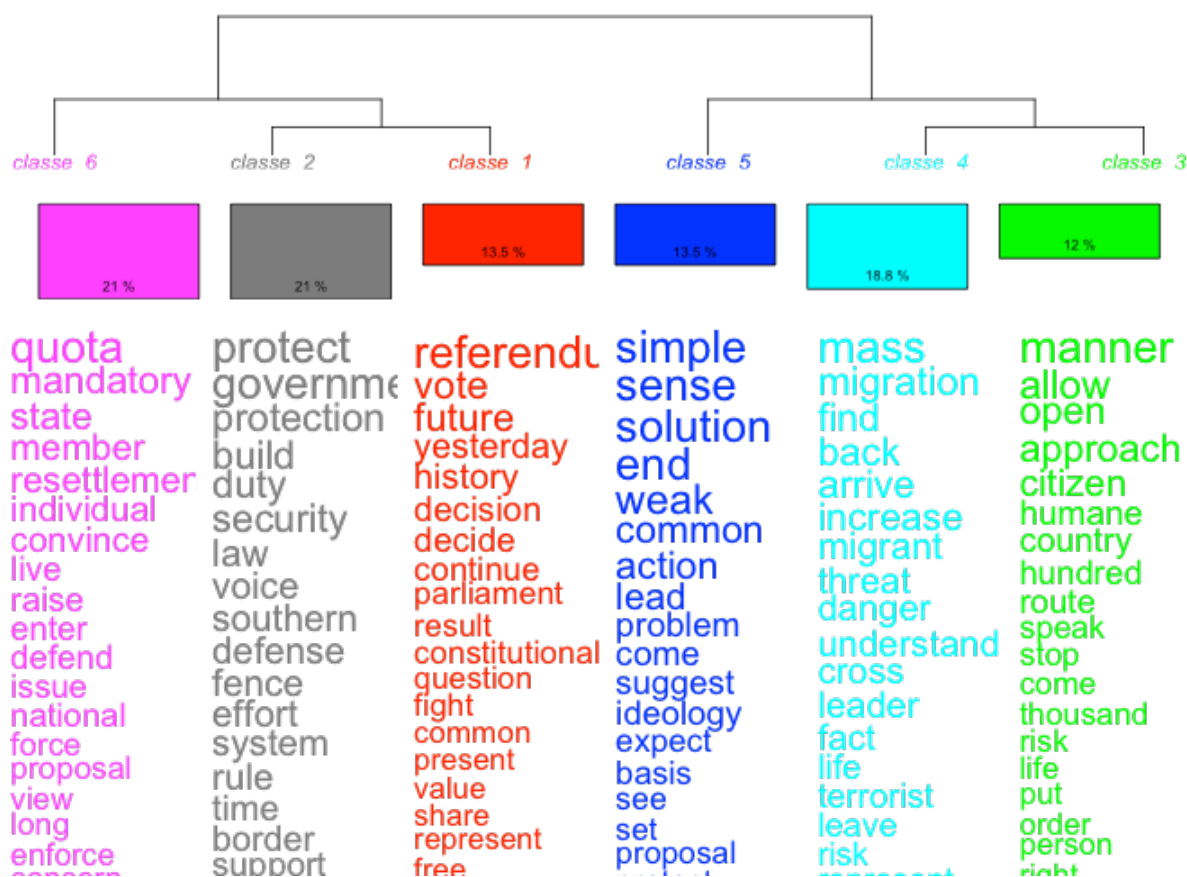 classe 6
classe 2
classe 1
classe 5
classe 4
classe 3
21 %
21 %
13.5 %
13.5 %
18.8 %
12 %
quota
mandatory
state
member
resettlemer
individual
convince
live
raise
enter
defend
issue
national
force
proposal
view
long
enforce
protect
governme
protection
build
duty
security
law
voice
southern
defense
fence
effort
system
rule
time
border
support
referendu
vote
future
yesterday
history
decision
decide
continue
parliament
result
constitutional
question
fight
common
present
value
share
represent
free
simple
sense
solution
end
weak
common
action
lead
problem
come
suggest
ideology
expect
basis
see
set
proposal
mass
migration
find
back
arrive
increase
migrant
threat
danger
understand
cross
leader
fact
life
terrorist
leave
risk
manner
allow
open
approach
citizen
humane
country
hundred
route
speak
stop
come
thousand
risk
life
put
order
person
right